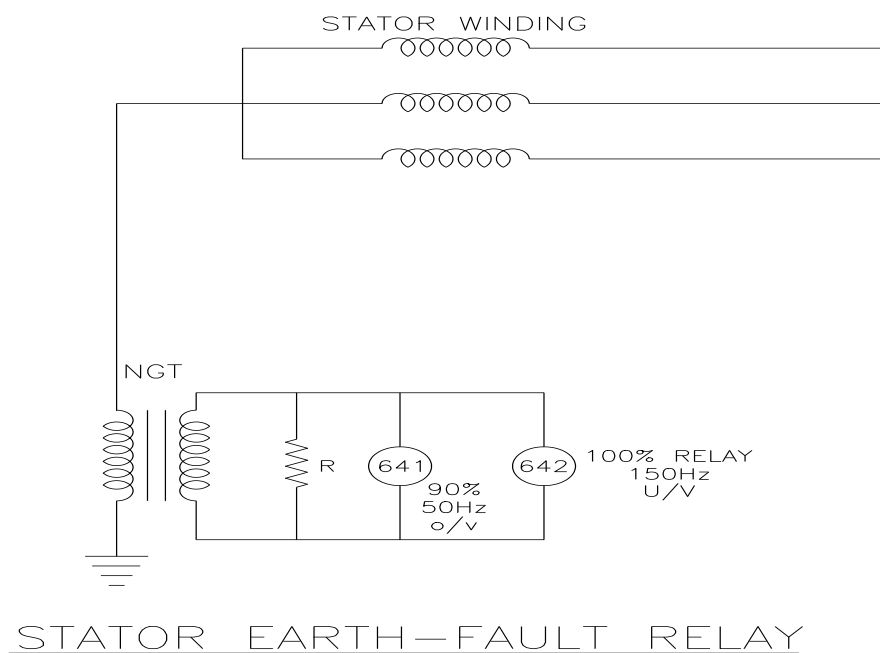 STATOR WINDING
NGT
R
641
90%
50Hz
o/v
642
100% RELAY
150Hz
U/V
STATOR EARTH-FAULT RELAY